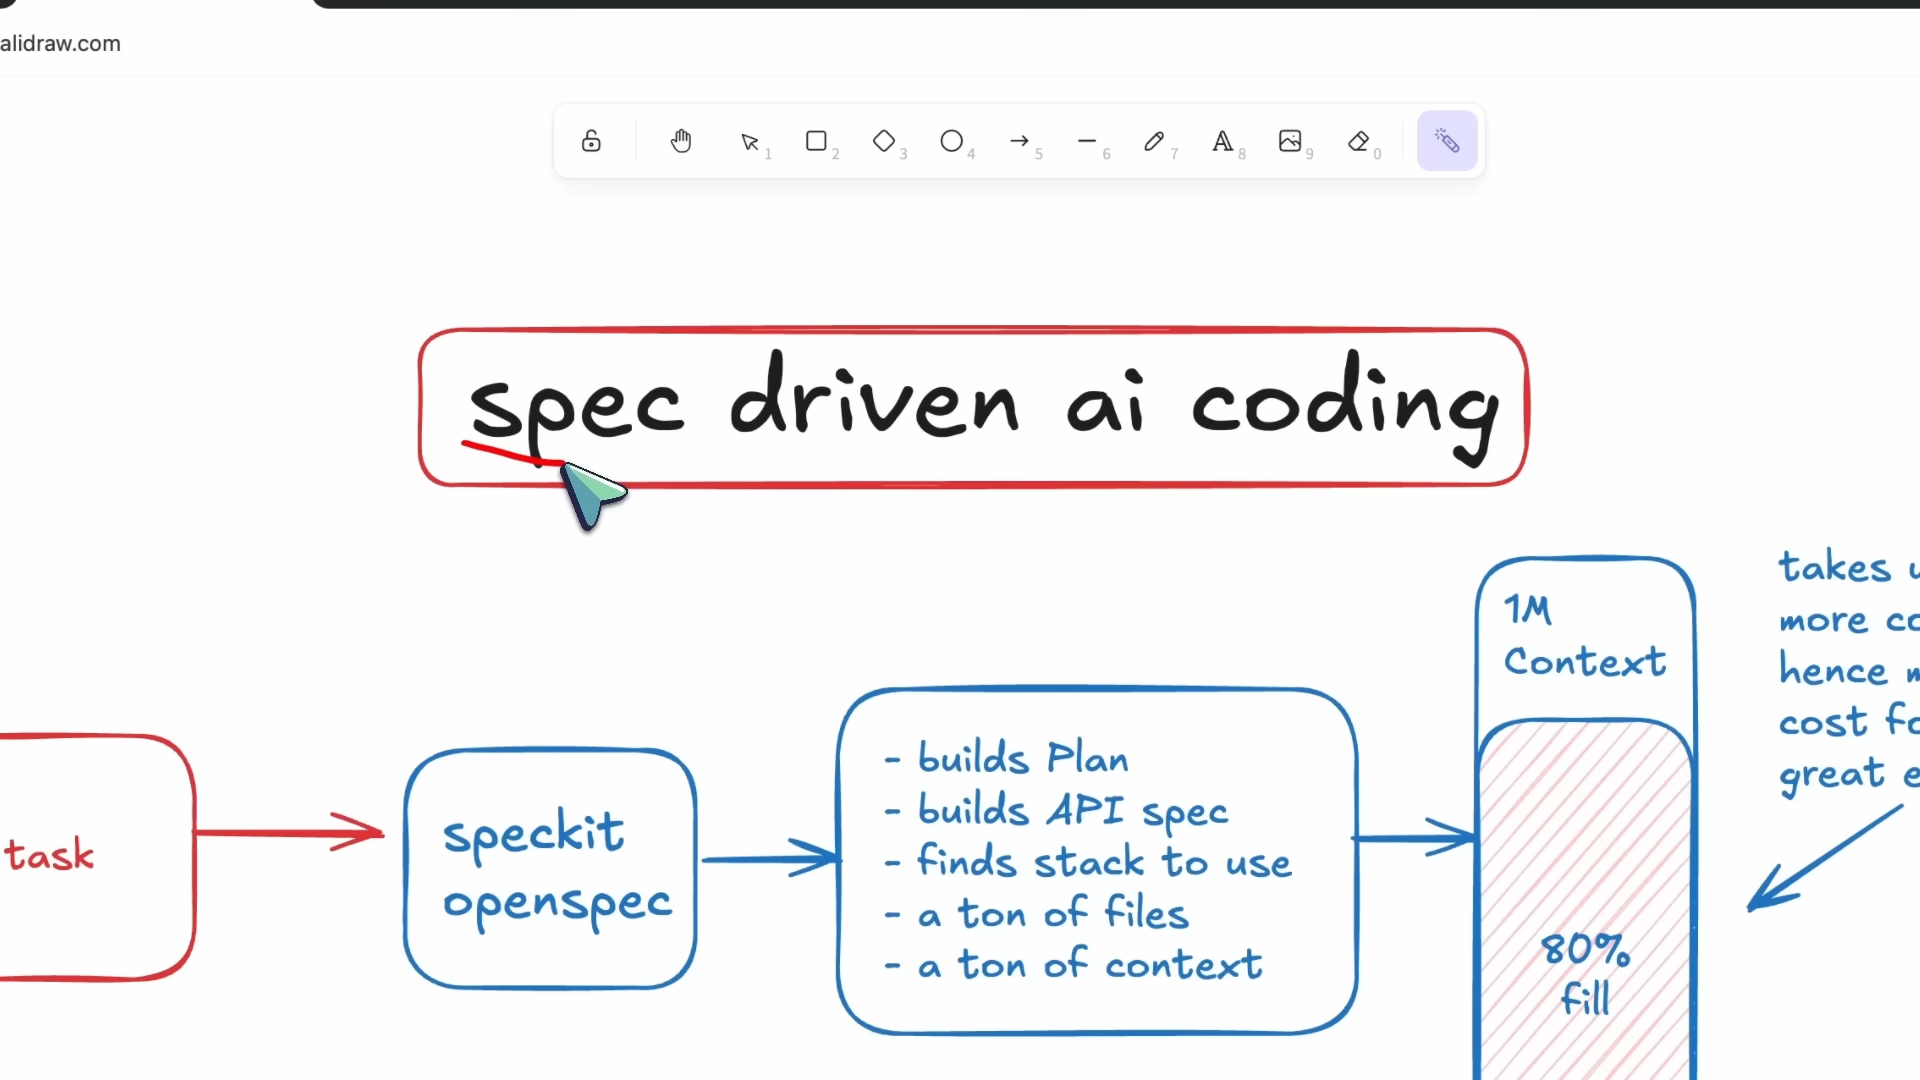 alidraw.com
1
2
3
4
5
6
7
8
9
0
spec driven ai coding
task
speckit
openspec
- builds Plan
- builds API spec
- finds stack to use
- a ton of files
- a ton of context
1M
Context
80%
fill
takes
more
hence
cost
great